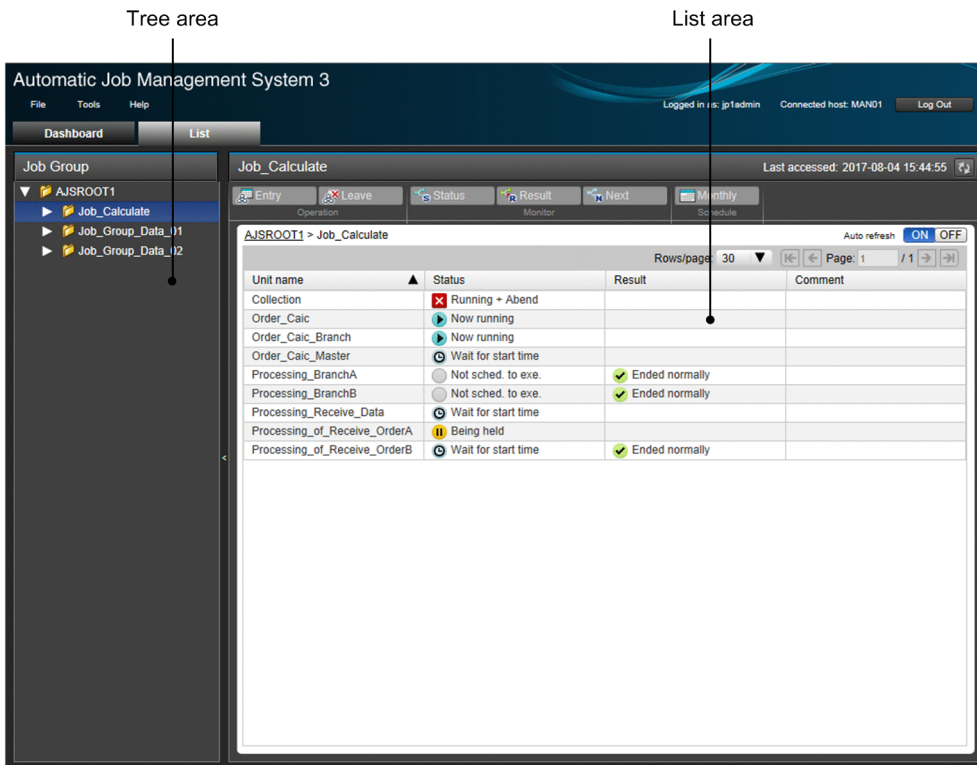 Tree area List area
Automatic Job Management System 3
File Tools Help Logged in as: jp1admin Connected host: MAN01 Log Out
Dashboard List
Job Group Job_Calculate Last accessed: 2017-08-04 15:44:55
AJSROOT1 Entry Leave Status Result Next Monthly
Job_Calculate Operation Monitor Schedule
Job_Group_Data_01 AJSROOT1 > Job_Calculate Auto refresh ON OFF
Job_Group_Data_02 Rows/page: 30 Page: 1 / 1
Unit name Status Result Comment
Collection Running + Abend
Order_Caic Now running
Order_Caic_Branch Now running
Order_Caic_Master Wait for start time
Processing_BranchA Not sched. to exe. Ended normally
Processing_BranchB Not sched. to exe. Ended normally
Processing_Receive_Data Wait for start time
Processing_of_Receive_OrderA Being held
Processing_of_Receive_OrderB Wait for start time Ended normally